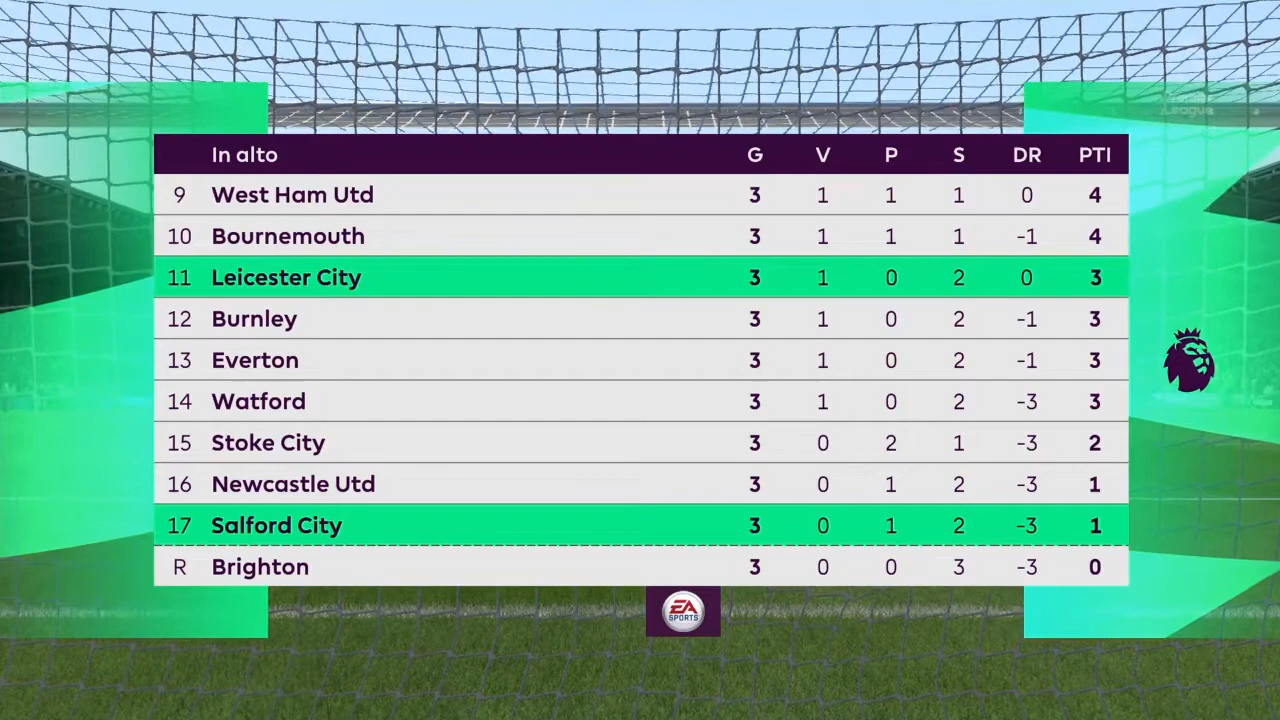 In alto G V P S DR PTI
9 West Ham Utd 3 1 1 1 0 4
10 Bournemouth 3 1 1 1 -1 4
11 Leicester City 3 1 0 2 0 3
12 Burnley 3 1 0 2 -1 3
13 Everton 3 1 0 2 -1 3
14 Watford 3 1 0 2 -3 3
15 Stoke City 3 0 2 1 -3 2
16 Newcastle Utd 3 0 1 2 -3 1
17 Salford City 3 0 1 2 -3 1
R Brighton 3 0 0 3 -3 0
EA
SPORTS